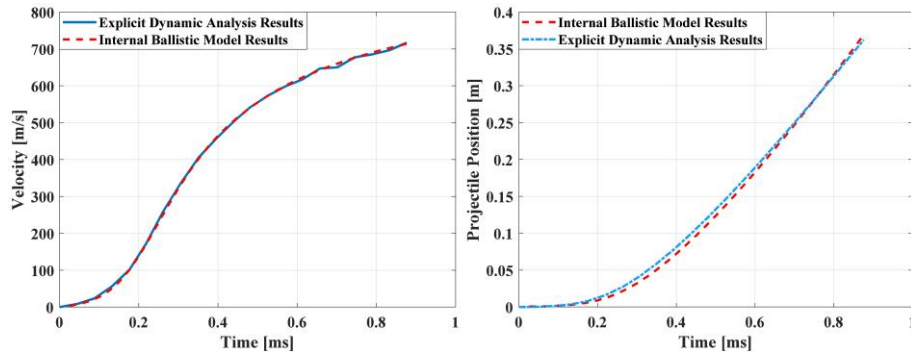 Explicit Dynamic Analysis Results
Internal Ballistic Model Results
800
700
600
500
400
300
200
100
0
Velocity [m/s]
0 0.2 0.4 0.6 0.8 1
Time [ms]
Internal Ballistic Model Results
Explicit Dynamic Analysis Results
0.4
0.35
0.3
0.25
0.2
0.15
0.1
0.05
0
Projectile Position [m]
0 0.2 0.4 0.6 0.8 1
Time [ms]